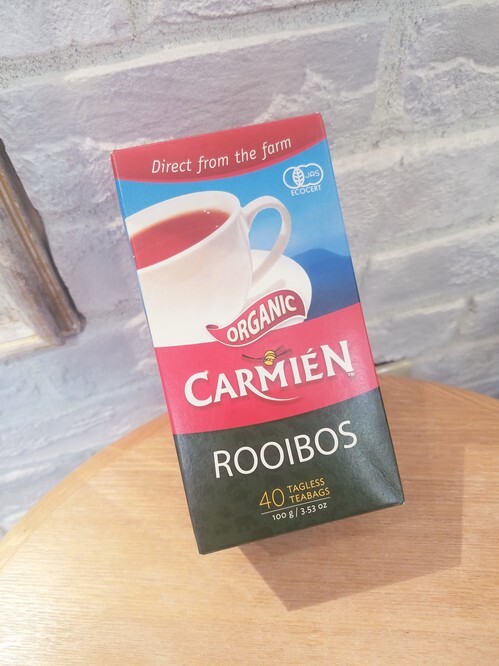 Direct from the farm
JAS
ECOCERT
ORGANIC
CARMIÉN
ROOIBOS
40 TAGLESS
TEABAGS
100 g / 3.53 oz